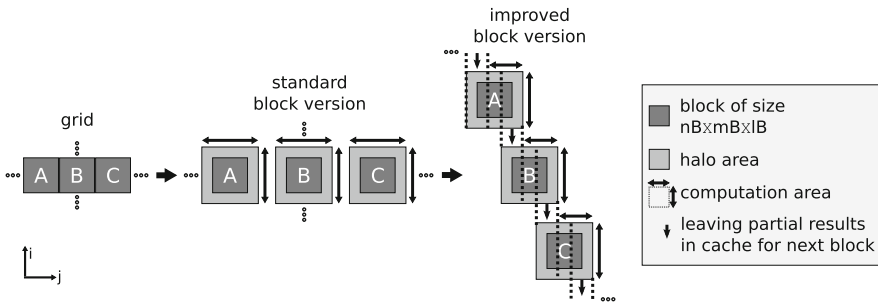 improved
block version
standard
block version
grid
A B C
A
B
C
A
B
C
i
j
block of size
nBxmBxlB
halo area
computation area
leaving partial results
in cache for next block